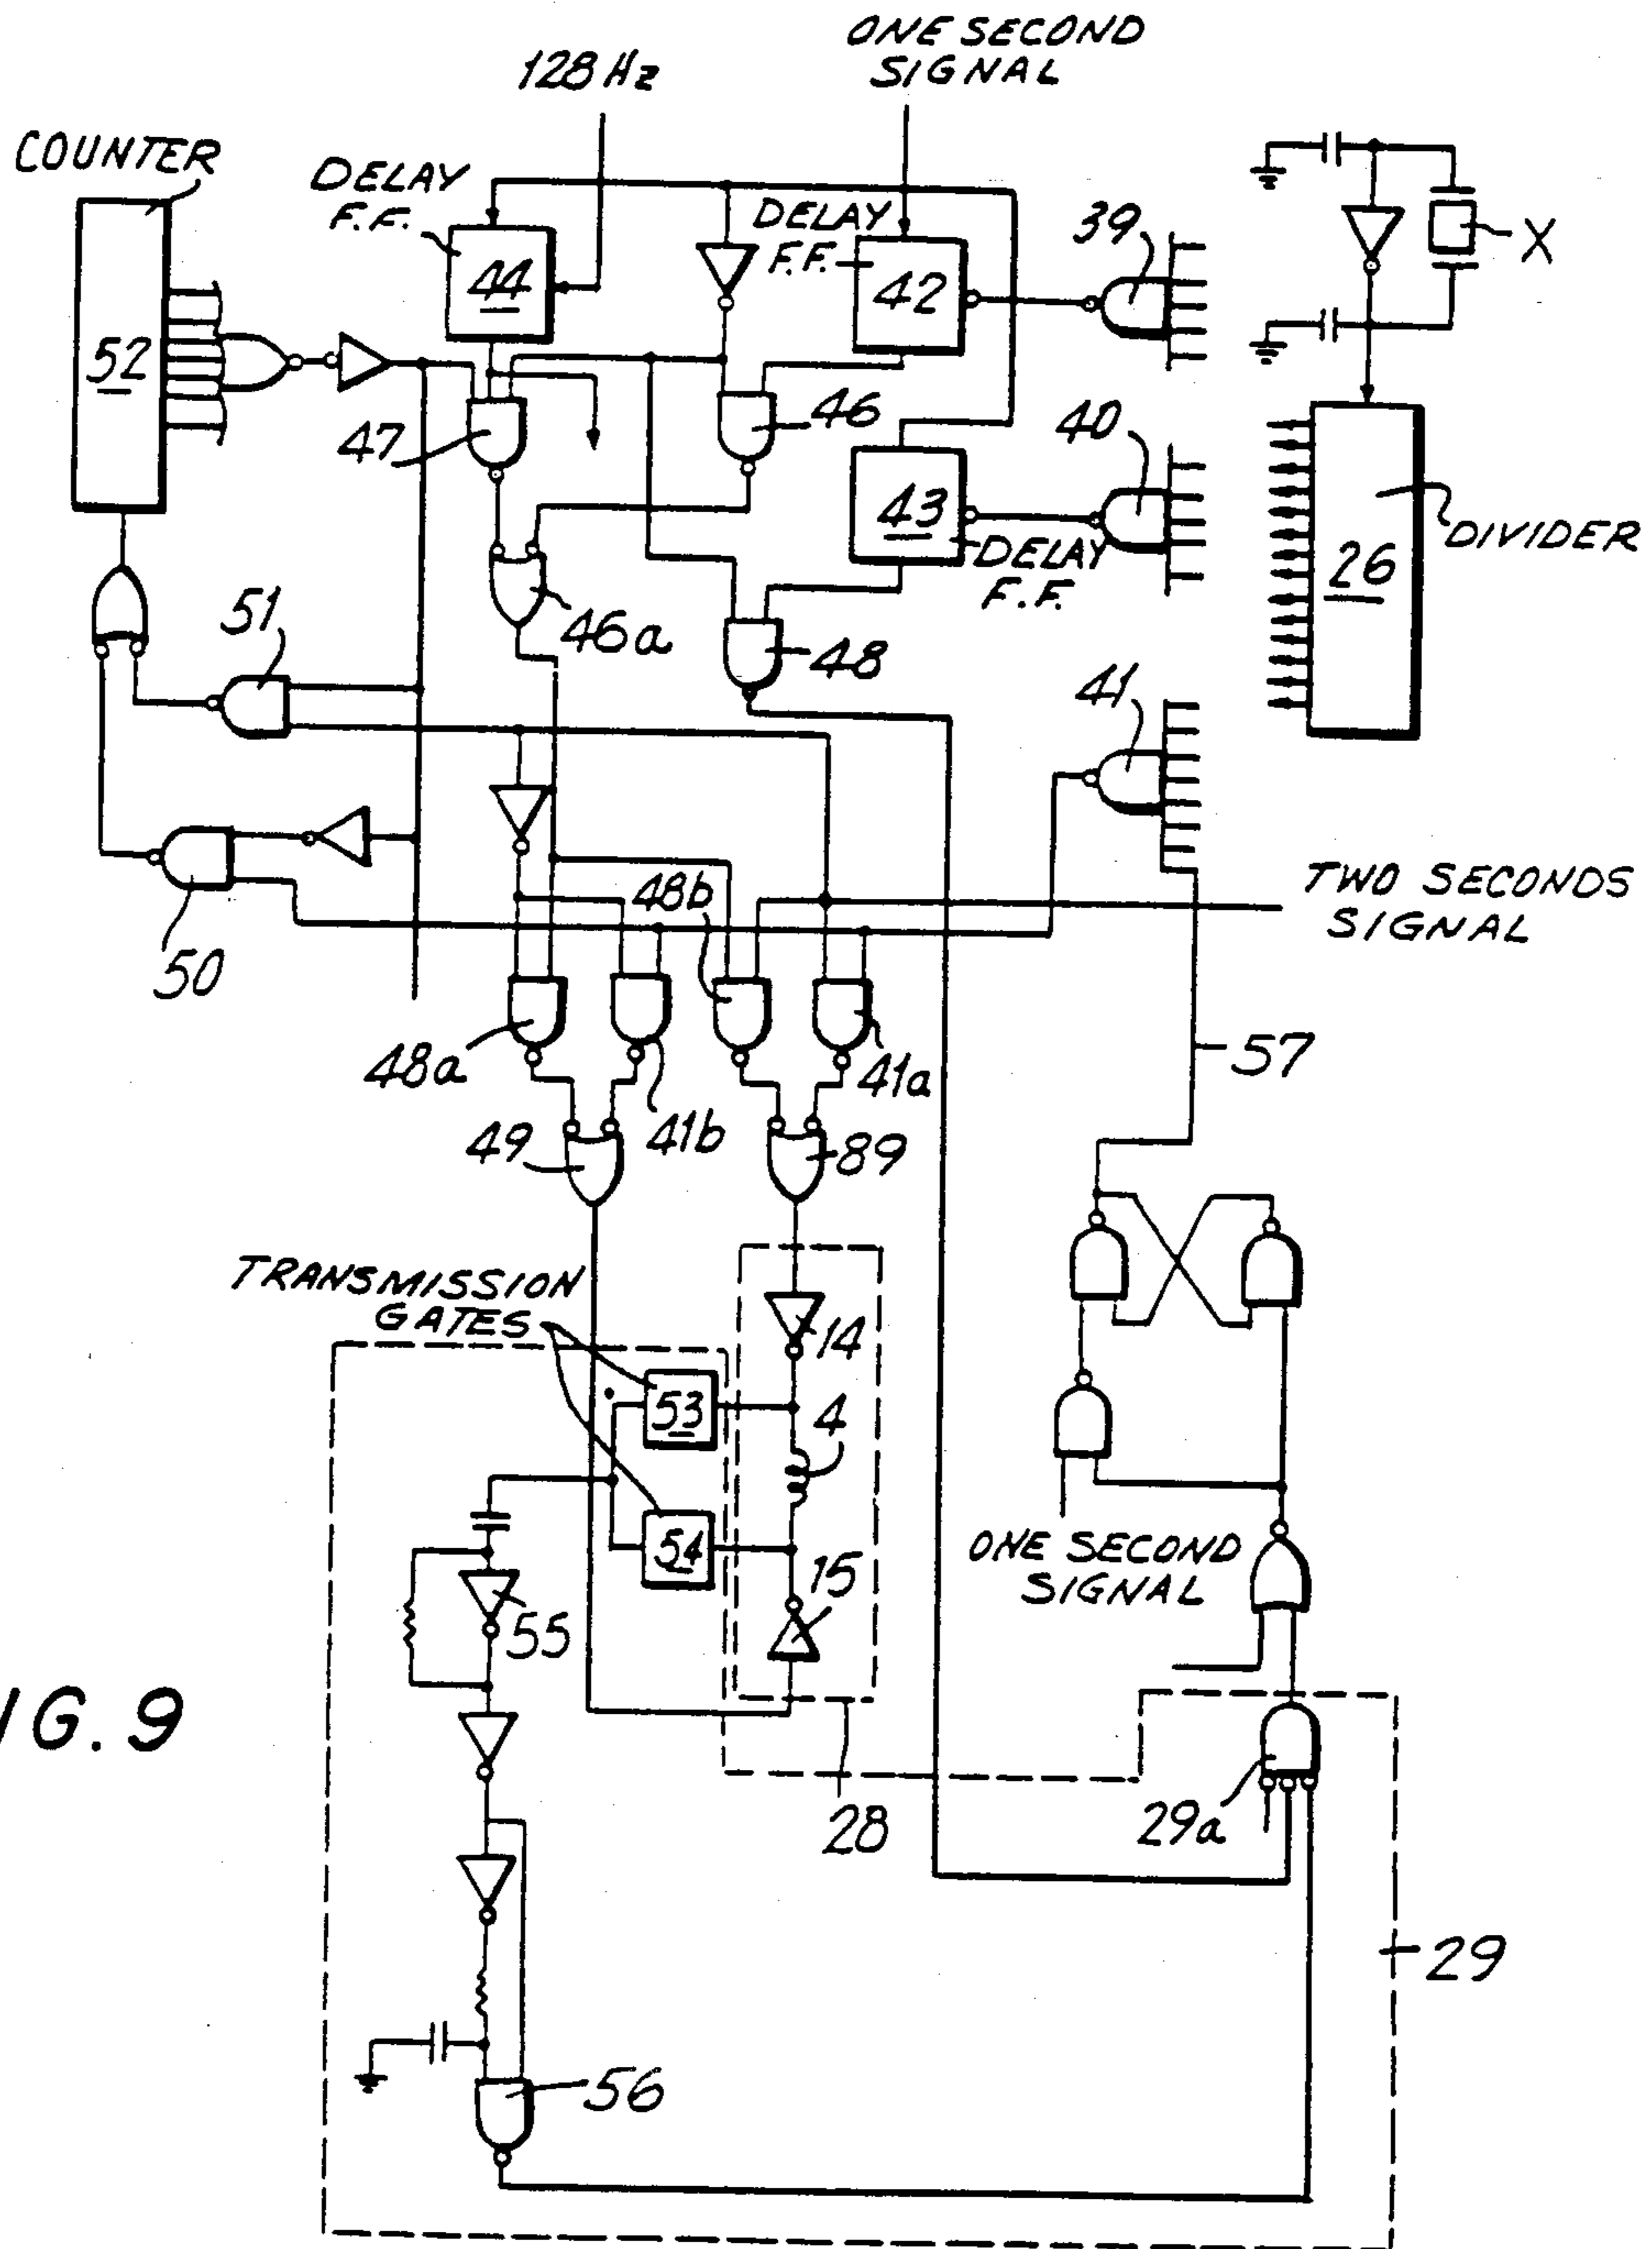 ONE SECOND
SIGNAL
128 Hz
COUNTER
DELAY
F.F.
DELAY
F.F.
39
X
44
42
52
47
46
40
43
DELAY
F.F.
DIVIDER
26
51
46a
48
41
TWO SECONDS
SIGNAL
48b
50
48a
41b
41a
57
49
89
TRANSMISSION
GATES
14
53
4
54
15
ONE SECOND
SIGNAL
55
IG. 9
28
29a
29
56